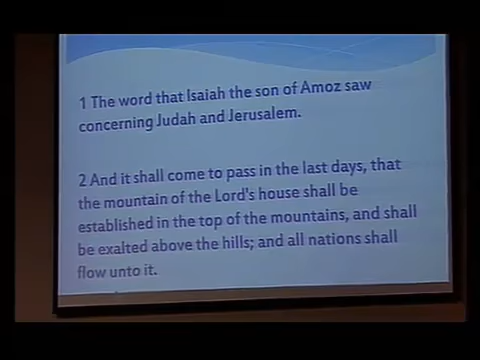 1 The word that Isaiah the son of Amoz saw
concerning Judah and Jerusalem.
2 And it shall come to pass in the last days, that
the mountain of the Lord's house shall be
established in the top of the mountains, and shall
be exalted above the hills; and all nations shall
flow unto it.